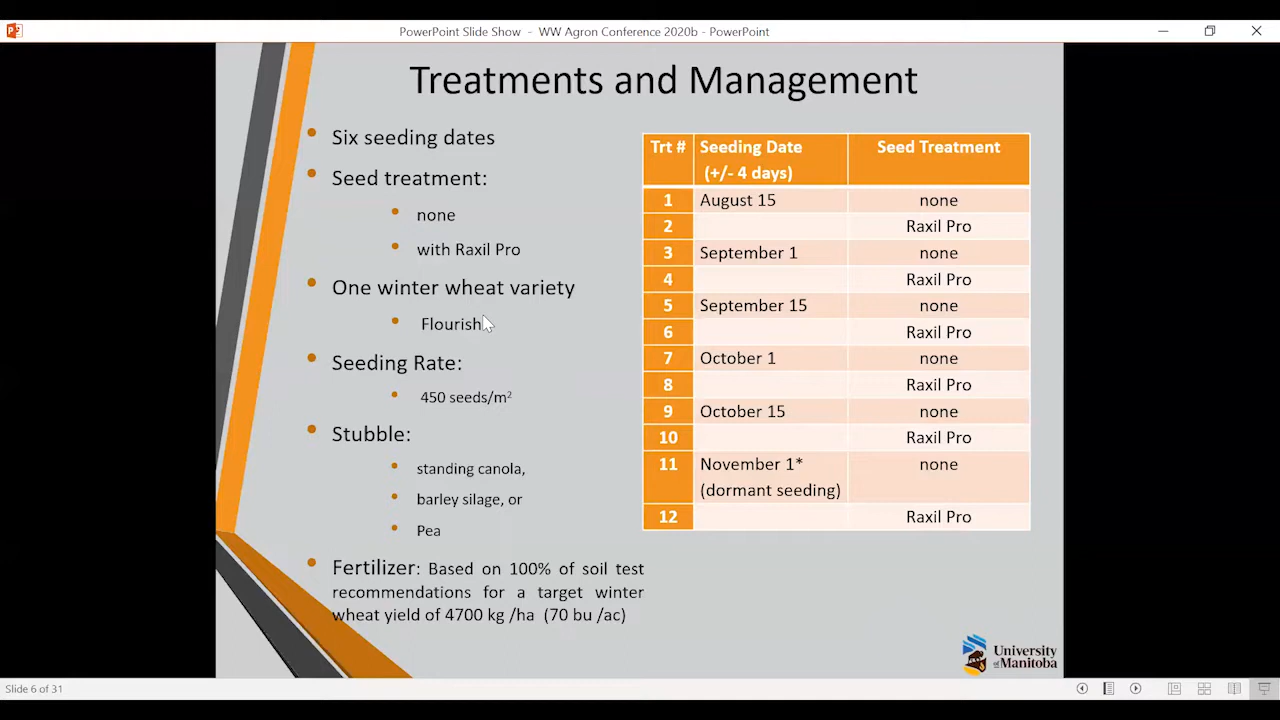 PowerPoint Slide Show - WW Agron Conference 2020b - PowerPoint
Treatments and Management
• Six seeding dates
• Seed treatment:
• none
• with Raxil Pro
• One winter wheat variety
• Flourish
• Seeding Rate:
• 450 seeds/m²
• Stubble:
• standing canola,
• barley silage, or
• Pea
• Fertilizer: Based on 100% of soil test
recommendations for a target winter
wheat yield of 4700 kg /ha (70 bu /ac)
Trt # Seeding Date Seed Treatment
(+/- 4 days)
1 August 15 none
2 Raxil Pro
3 September 1 none
4 Raxil Pro
5 September 15 none
6 Raxil Pro
7 October 1 none
8 Raxil Pro
9 October 15 none
10 Raxil Pro
11 November 1* none
(dormant seeding)
12 Raxil Pro
University
of Manitoba
Slide 6 of 31